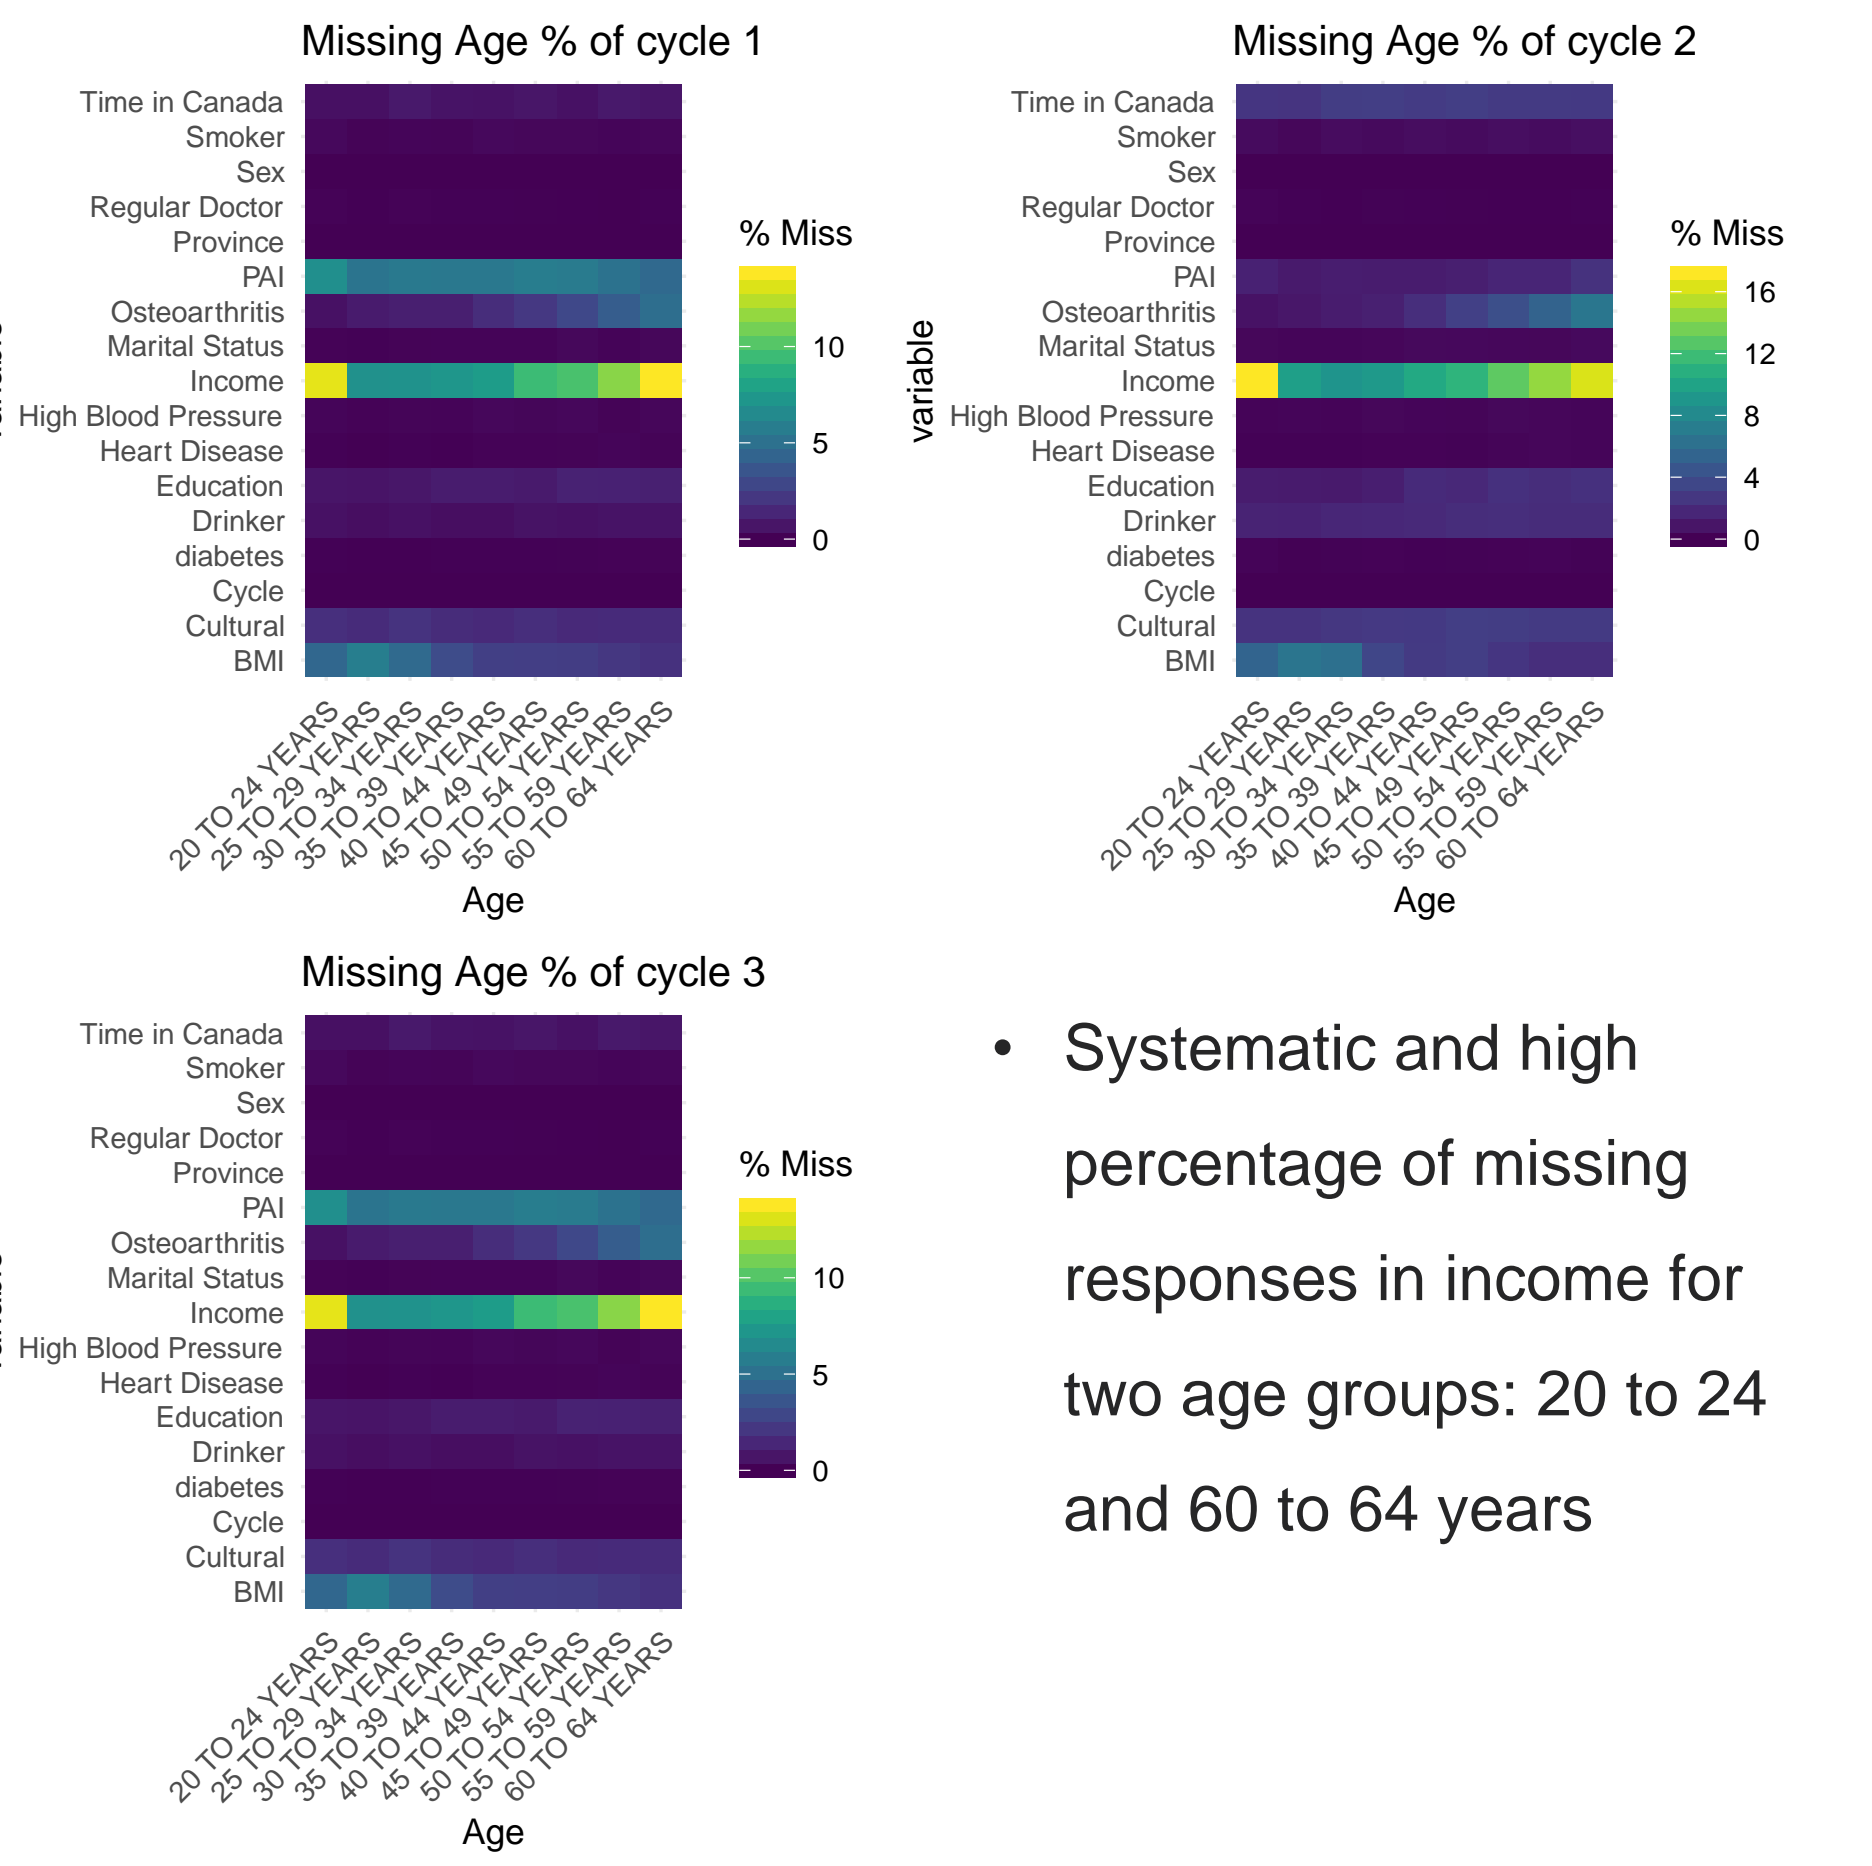 Missing Age % of cycle 1
Time in Canada
Smoker
Sex
Regular Doctor
Province
PAI
Osteoarthritis
Marital Status
Income
High Blood Pressure
Heart Disease
Education
Drinker
diabetes
Cycle
Cultural
BMI
20 TO 24 YEARS
25 TO 29 YEARS
30 TO 34 YEARS
35 TO 39 YEARS
40 TO 44 YEARS
45 TO 49 YEARS
50 TO 54 YEARS
55 TO 59 YEARS
60 TO 64 YEARS
Age
% Miss
10
5
0
Missing Age % of cycle 2
variable
Time in Canada
Smoker
Sex
Regular Doctor
Province
PAI
Osteoarthritis
Marital Status
Income
High Blood Pressure
Heart Disease
Education
Drinker
diabetes
Cycle
Cultural
BMI
20 TO 24 YEARS
25 TO 29 YEARS
30 TO 34 YEARS
35 TO 39 YEARS
40 TO 44 YEARS
45 TO 49 YEARS
50 TO 54 YEARS
55 TO 59 YEARS
60 TO 64 YEARS
Age
% Miss
16
12
8
4
0
Missing Age % of cycle 3
Time in Canada
Smoker
Sex
Regular Doctor
Province
PAI
Osteoarthritis
Marital Status
Income
High Blood Pressure
Heart Disease
Education
Drinker
diabetes
Cycle
Cultural
BMI
20 TO 24 YEARS
25 TO 29 YEARS
30 TO 34 YEARS
35 TO 39 YEARS
40 TO 44 YEARS
45 TO 49 YEARS
50 TO 54 YEARS
55 TO 59 YEARS
60 TO 64 YEARS
Age
% Miss
10
5
0
• Systematic and high
percentage of missing
responses in income for
two age groups: 20 to 24
and 60 to 64 years